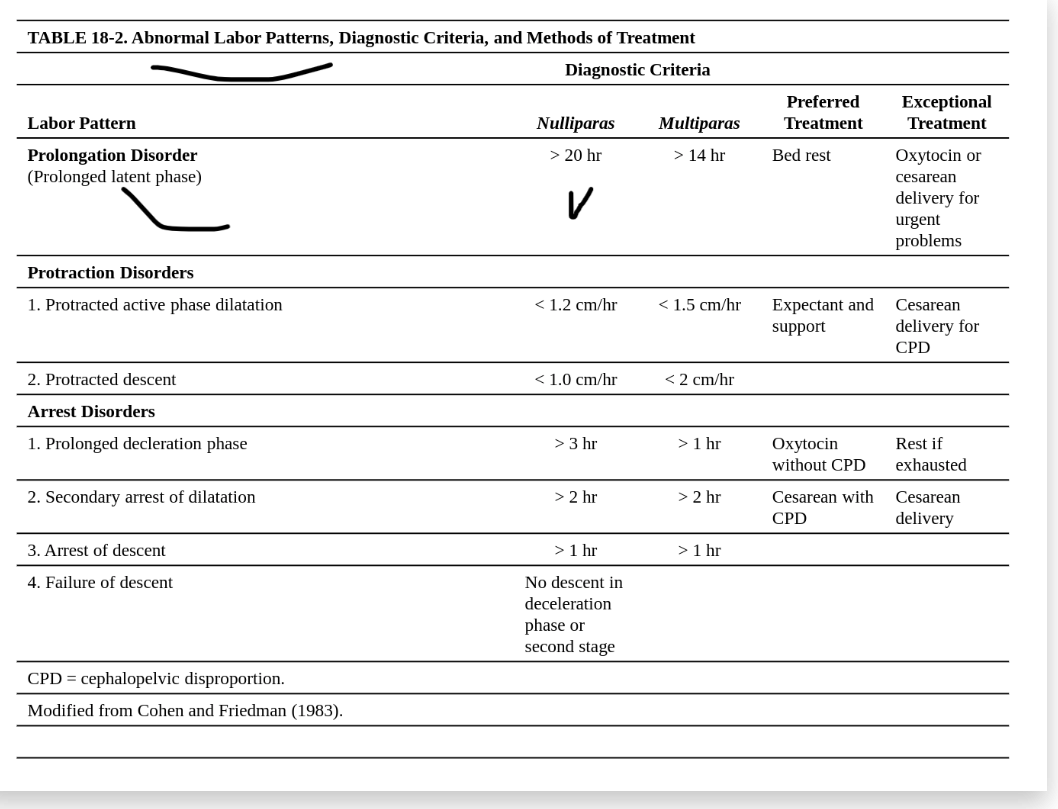 TABLE 18-2. Abnormal Labor Patterns, Diagnostic Criteria, and Methods of Treatment
Diagnostic Criteria
Labor Pattern Nulliparas Multiparas Preferred Treatment Exceptional Treatment
Prolongation Disorder
(Prolonged latent phase) > 20 hr > 14 hr Bed rest Oxytocin or cesarean delivery for urgent problems
Protraction Disorders
1. Protracted active phase dilatation < 1.2 cm/hr < 1.5 cm/hr Expectant and support Cesarean delivery for CPD
2. Protracted descent < 1.0 cm/hr < 2 cm/hr
Arrest Disorders
1. Prolonged decleration phase > 3 hr > 1 hr Oxytocin without CPD Rest if exhausted
2. Secondary arrest of dilatation > 2 hr > 2 hr Cesarean with CPD Cesarean delivery
3. Arrest of descent > 1 hr > 1 hr
4. Failure of descent No descent in deceleration phase or second stage
CPD = cephalopelvic disproportion.
Modified from Cohen and Friedman (1983).